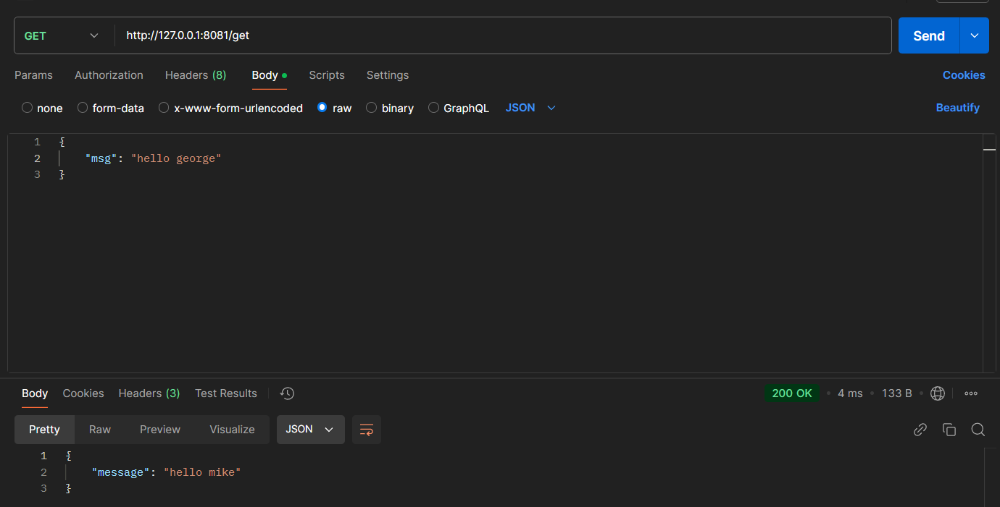 GET http://127.0.0.1:8081/get Send
Params Authorization Headers (8) Body Scripts Settings Cookies
none form-data x-www-form-urlencoded raw binary GraphQL JSON Beautify
1 {
2 "msg": "hello george"
3 }
Body Cookies Headers (3) Test Results 200 OK • 4 ms • 133 B •
Pretty Raw Preview Visualize JSON
1 {
2 "message": "hello mike"
3 }